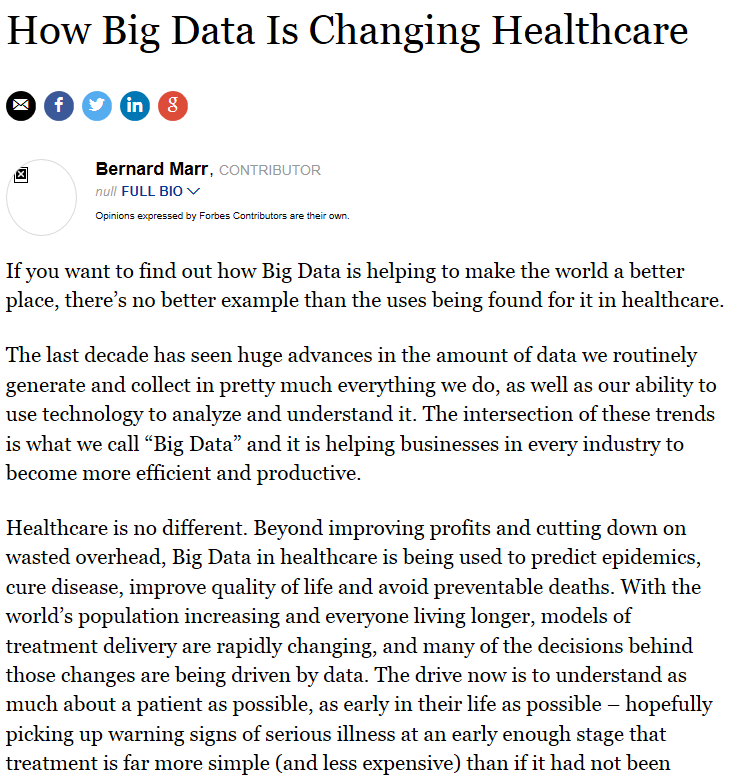 How Big Data Is Changing Healthcare
f in g
Bernard Marr, CONTRIBUTOR
null FULL BIO
Opinions expressed by Forbes Contributors are their own.
If you want to find out how Big Data is helping to make the world a better
place, there’s no better example than the uses being found for it in healthcare.
The last decade has seen huge advances in the amount of data we routinely
generate and collect in pretty much everything we do, as well as our ability to
use technology to analyze and understand it. The intersection of these trends
is what we call “Big Data” and it is helping businesses in every industry to
become more efficient and productive.
Healthcare is no different. Beyond improving profits and cutting down on
wasted overhead, Big Data in healthcare is being used to predict epidemics,
cure disease, improve quality of life and avoid preventable deaths. With the
world’s population increasing and everyone living longer, models of
treatment delivery are rapidly changing, and many of the decisions behind
those changes are being driven by data. The drive now is to understand as
much about a patient as possible, as early in their life as possible – hopefully
picking up warning signs of serious illness at an early enough stage that
treatment is far more simple (and less expensive) than if it had not been